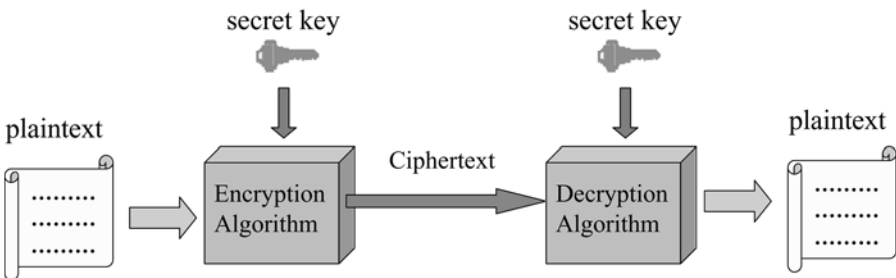 secret key
secret key
plaintext
plaintext
Ciphertext
Encryption
Algorithm
Decryption
Algorithm